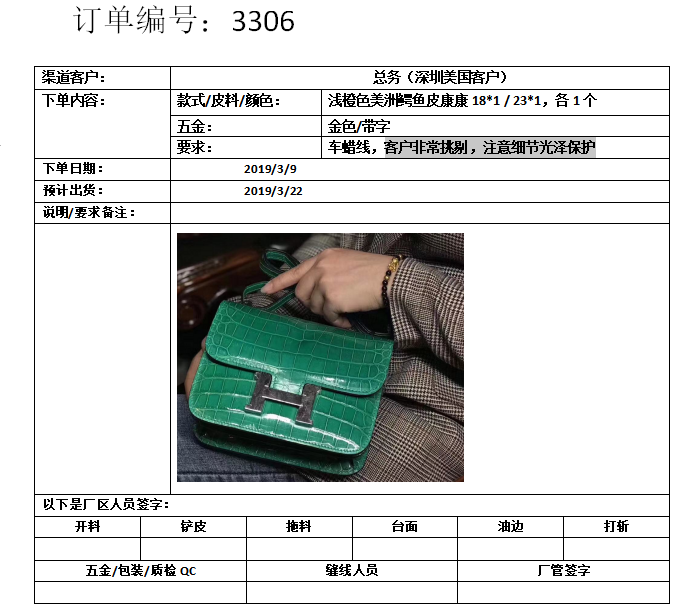 订单编号：3306
渠道客户： 总务（深圳美国客户）
下单内容： 款式/皮料/颜色： 浅橙色美洲鳄鱼皮康康 18*1 / 23*1，各 1 个
五金： 金色/带字
要求： 车蜡线，客户非常挑剔，注意细节光泽保护
下单日期： 2019/3/9
预计出货： 2019/3/22
说明/要求备注：
以下是厂区人员签字：
开料 铲皮 拖料 台面 油边 打斩
五金/包装/质检 QC 缝线人员 厂管签字